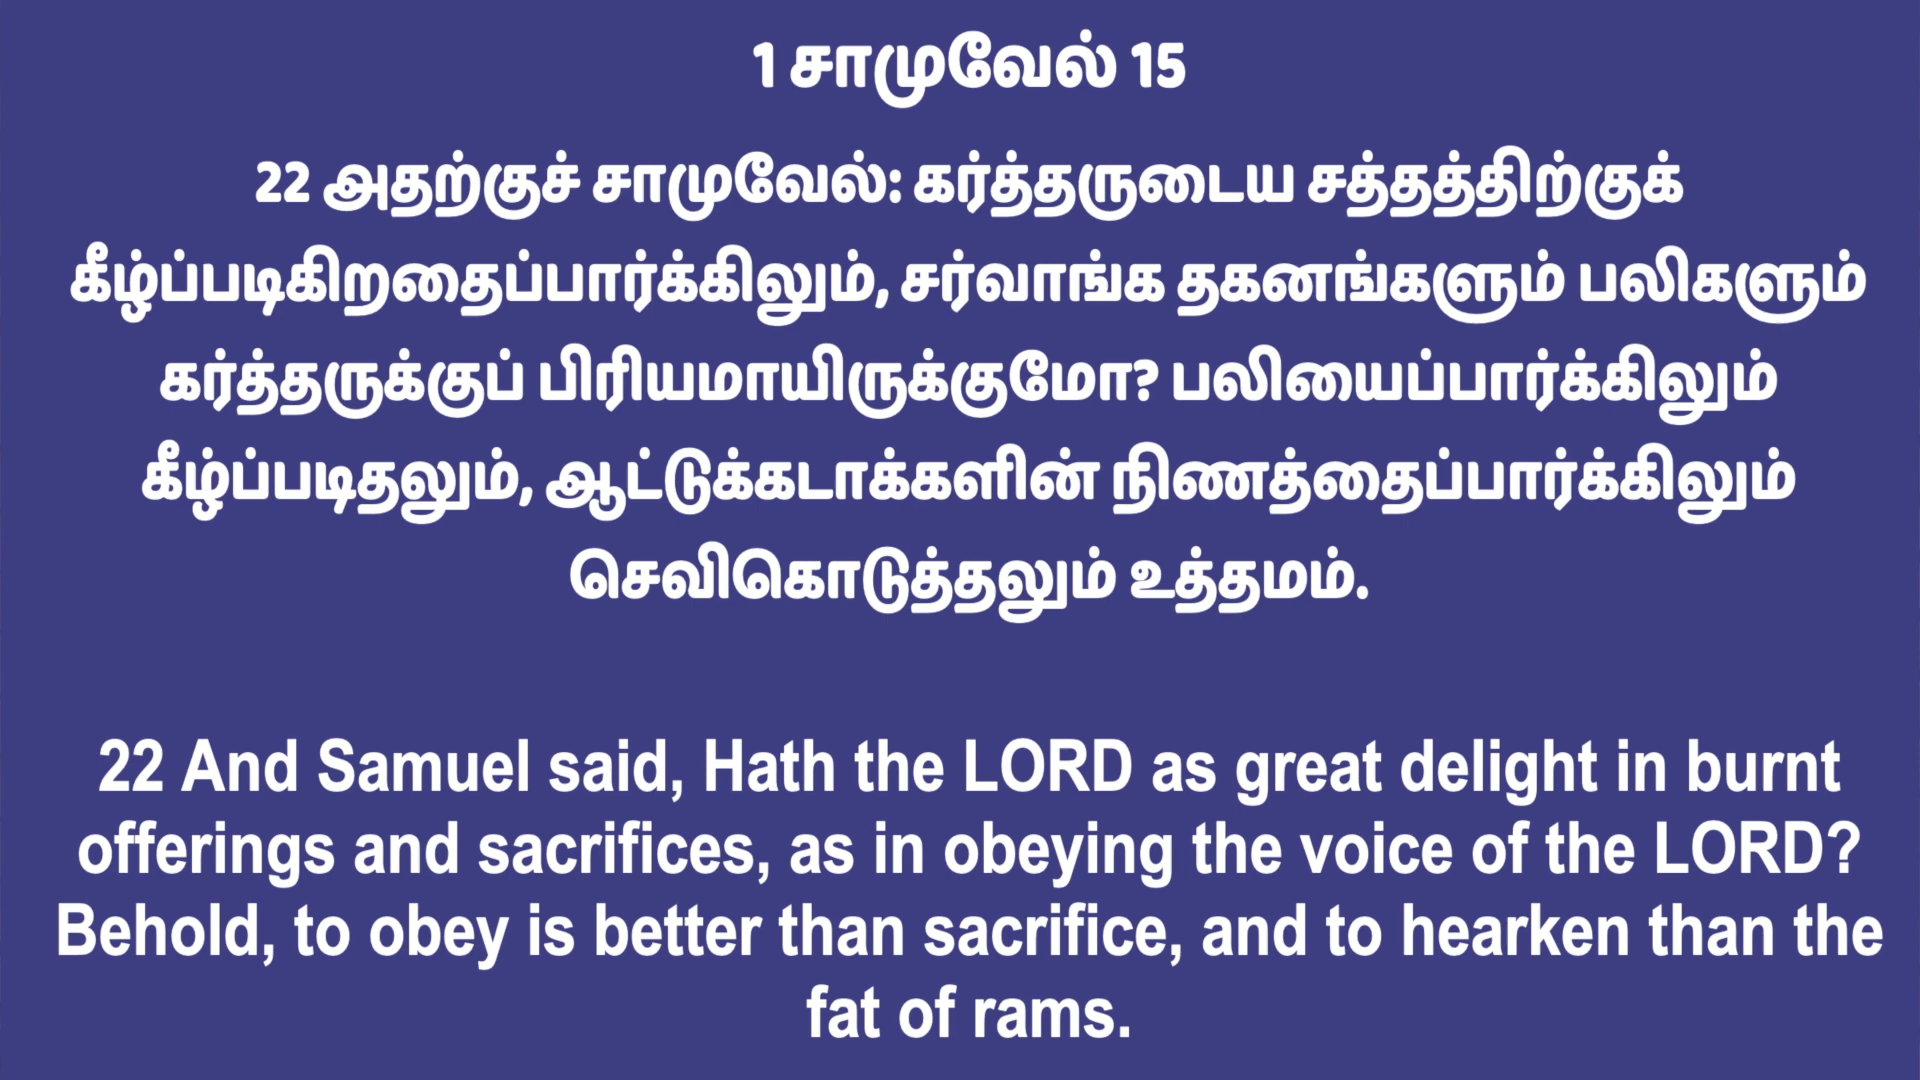 1 சாமுவேல் 15
22 அதற்குச் சாமுவேல்: கர்த்தருடைய சத்தத்திற்குக்
கீழ்ப்படிகிறதைப்பார்க்கிலும், சர்வாங்க தகனங்களும் பலிகளும்
கர்த்தருக்குப் பிரியமாயிருக்குமோ? பலியைப்பார்க்கிலும்
கீழ்ப்படிதலும், ஆட்டுக்கடாக்களின் நிணத்தைப்பார்க்கிலும்
செவிகொடுத்தலும் உத்தமம்.
22 And Samuel said, Hath the LORD as great delight in burnt
offerings and sacrifices, as in obeying the voice of the LORD?
Behold, to obey is better than sacrifice, and to hearken than the
fat of rams.